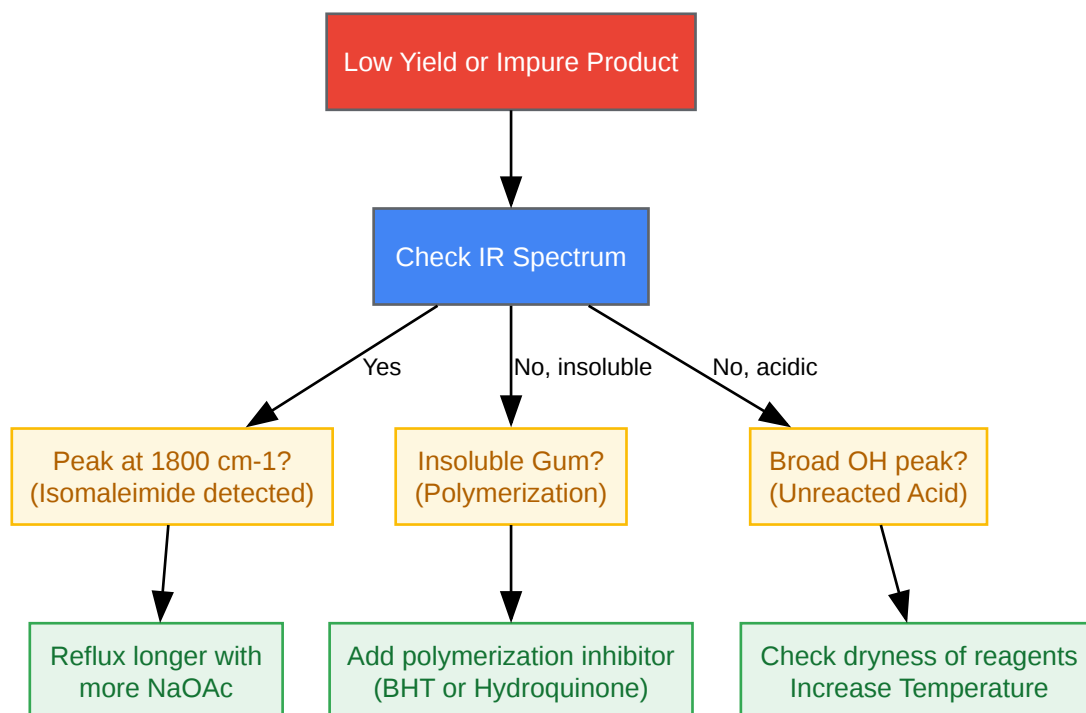 Low Yield or Impure Product
Check IR Spectrum
Yes
No, insoluble
No, acidic
Peak at 1800 cm-1?
(Isomaleimide detected)
Insoluble Gum?
(Polymerization)
Broad OH peak?
(Unreacted Acid)
Reflux longer with
more NaOAc
Add polymerization inhibitor
(BHT or Hydroquinone)
Check dryness of reagents
Increase Temperature